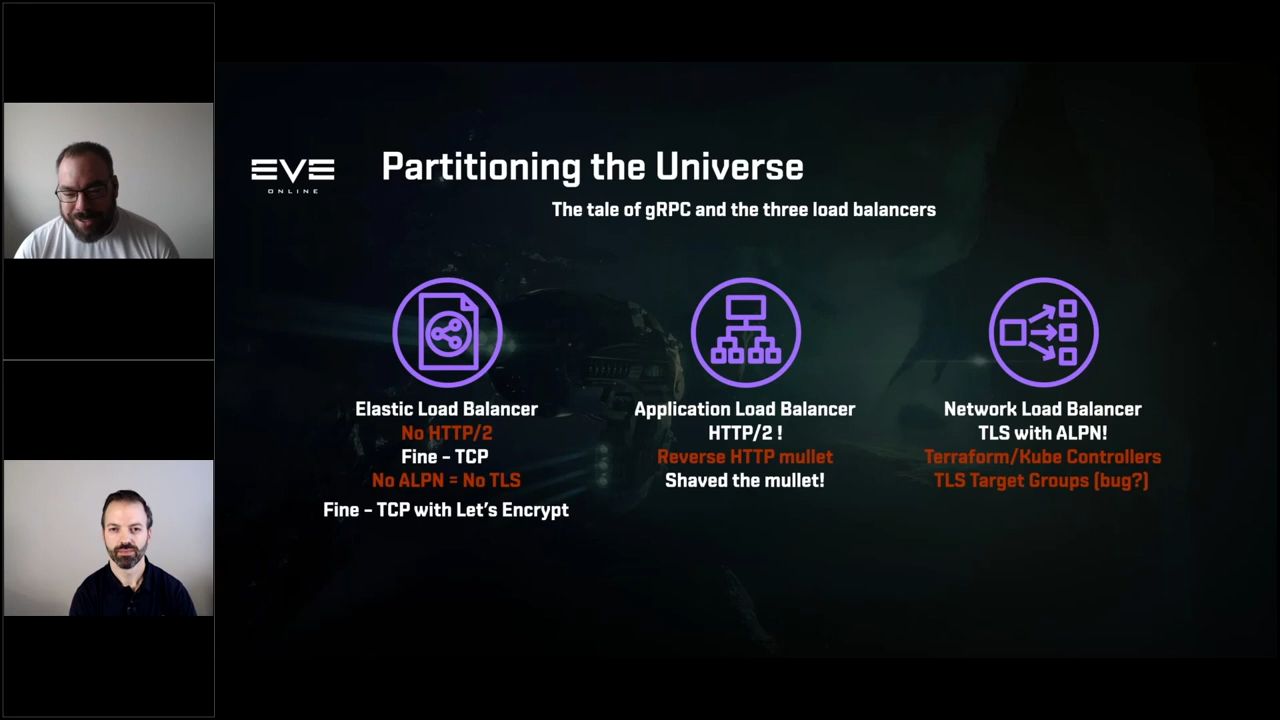 EVE
ONLINE
Partitioning the Universe
The tale of gRPC and the three load balancers
Elastic Load Balancer
No HTTP/2
Fine – TCP
No ALPN = No TLS
Fine – TCP with Let's Encrypt
Application Load Balancer
HTTP/2 !
Reverse HTTP mullet
Shaved the mullet!
Network Load Balancer
TLS with ALPN!
Terraform/Kube Controllers
TLS Target Groups (bug?)